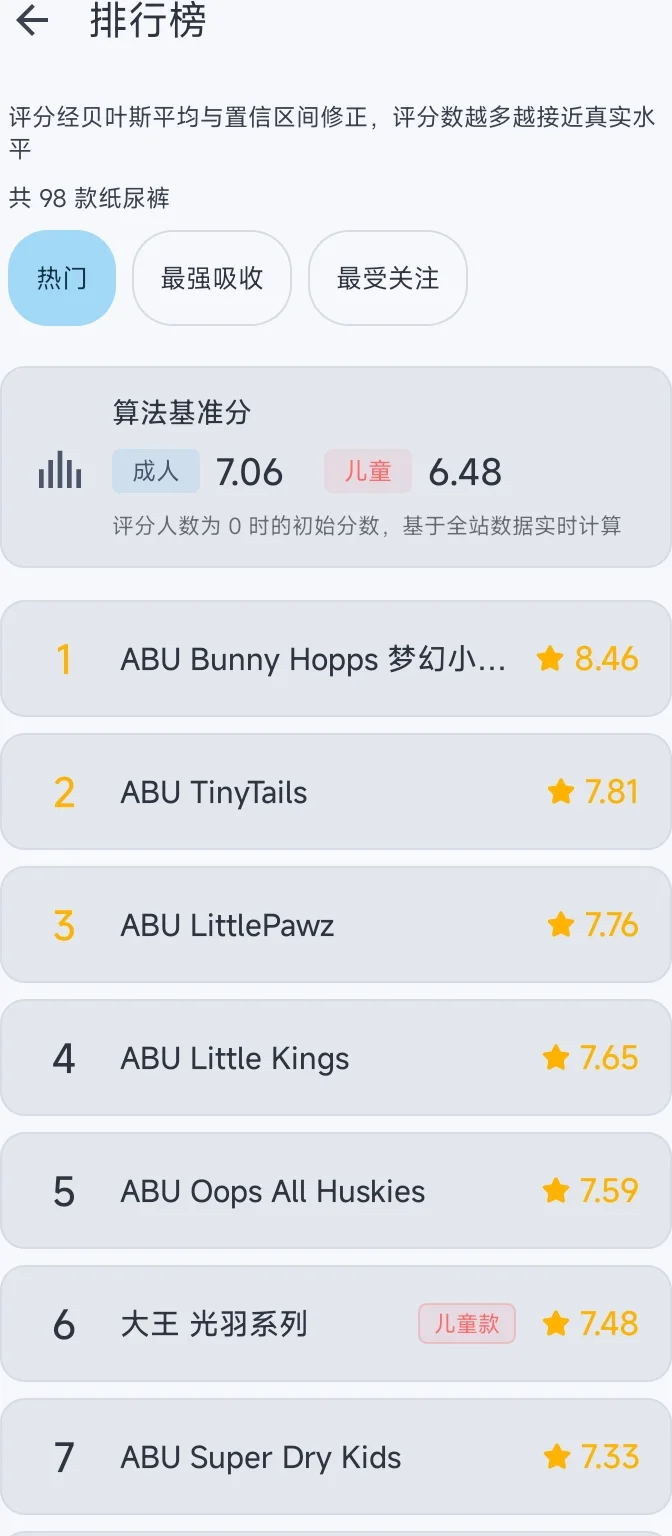 排行榜
评分经贝叶斯平均与置信区间修正，评分数越多越接近真实水
平
共 98 款纸尿裤
热门 最强吸收 最受关注
算法基准分
成人 7.06 儿童 6.48
评分人数为 0 时的初始分数，基于全站数据实时计算
1 ABU Bunny Hopps 梦幻小... 8.46
2 ABU TinyTails 7.81
3 ABU LittlePawz 7.76
4 ABU Little Kings 7.65
5 ABU Oops All Huskies 7.59
6 大王 光羽系列 儿童款 7.48
7 ABU Super Dry Kids 7.33